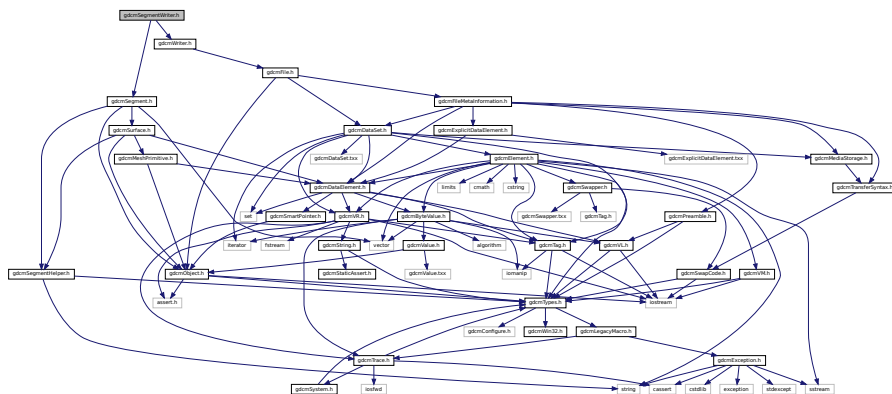 gdcmSegmentWriter.h
gdcmWriter.h
gdcmFile.h
gdcmSegment.h
gdcmFileMetaInformation.h
gdcmSurface.h
gdcmDataSet.h
gdcmExplicitDataElement.h
gdcmMeshPrimitive.h
gdcmDataSet.txx
gdcmElement.h
gdcmExplicitDataElement.txx
gdcmMediaStorage.h
gdcmDataElement.h
limits
cmath
cstring
gdcmSwapper.h
gdcmTransferSyntax.h
set
gdcmSmartPointer.h
gdcmVR.h
gdcmByteValue.h
gdcmSwapper.txx
gdcmTag.h
gdcmPreamble.h
iterator
fstream
gdcmString.h
vector
gdcmValue.h
algorithm
gdcmTag.h
gdcmVL.h
gdcmSegmentHelper.h
gdcmObject.h
gdcmStaticAssert.h
gdcmValue.txx
iomanip
gdcmSwapCode.h
gdcmVM.h
assert.h
gdcmTypes.h
iostream
gdcmConfigure.h
gdcmWin32.h
gdcmLegacyMacro.h
gdcmTrace.h
gdcmException.h
gdcmSystem.h
iosfwd
string
cassert
cstdlib
exception
stdexcept
sstream